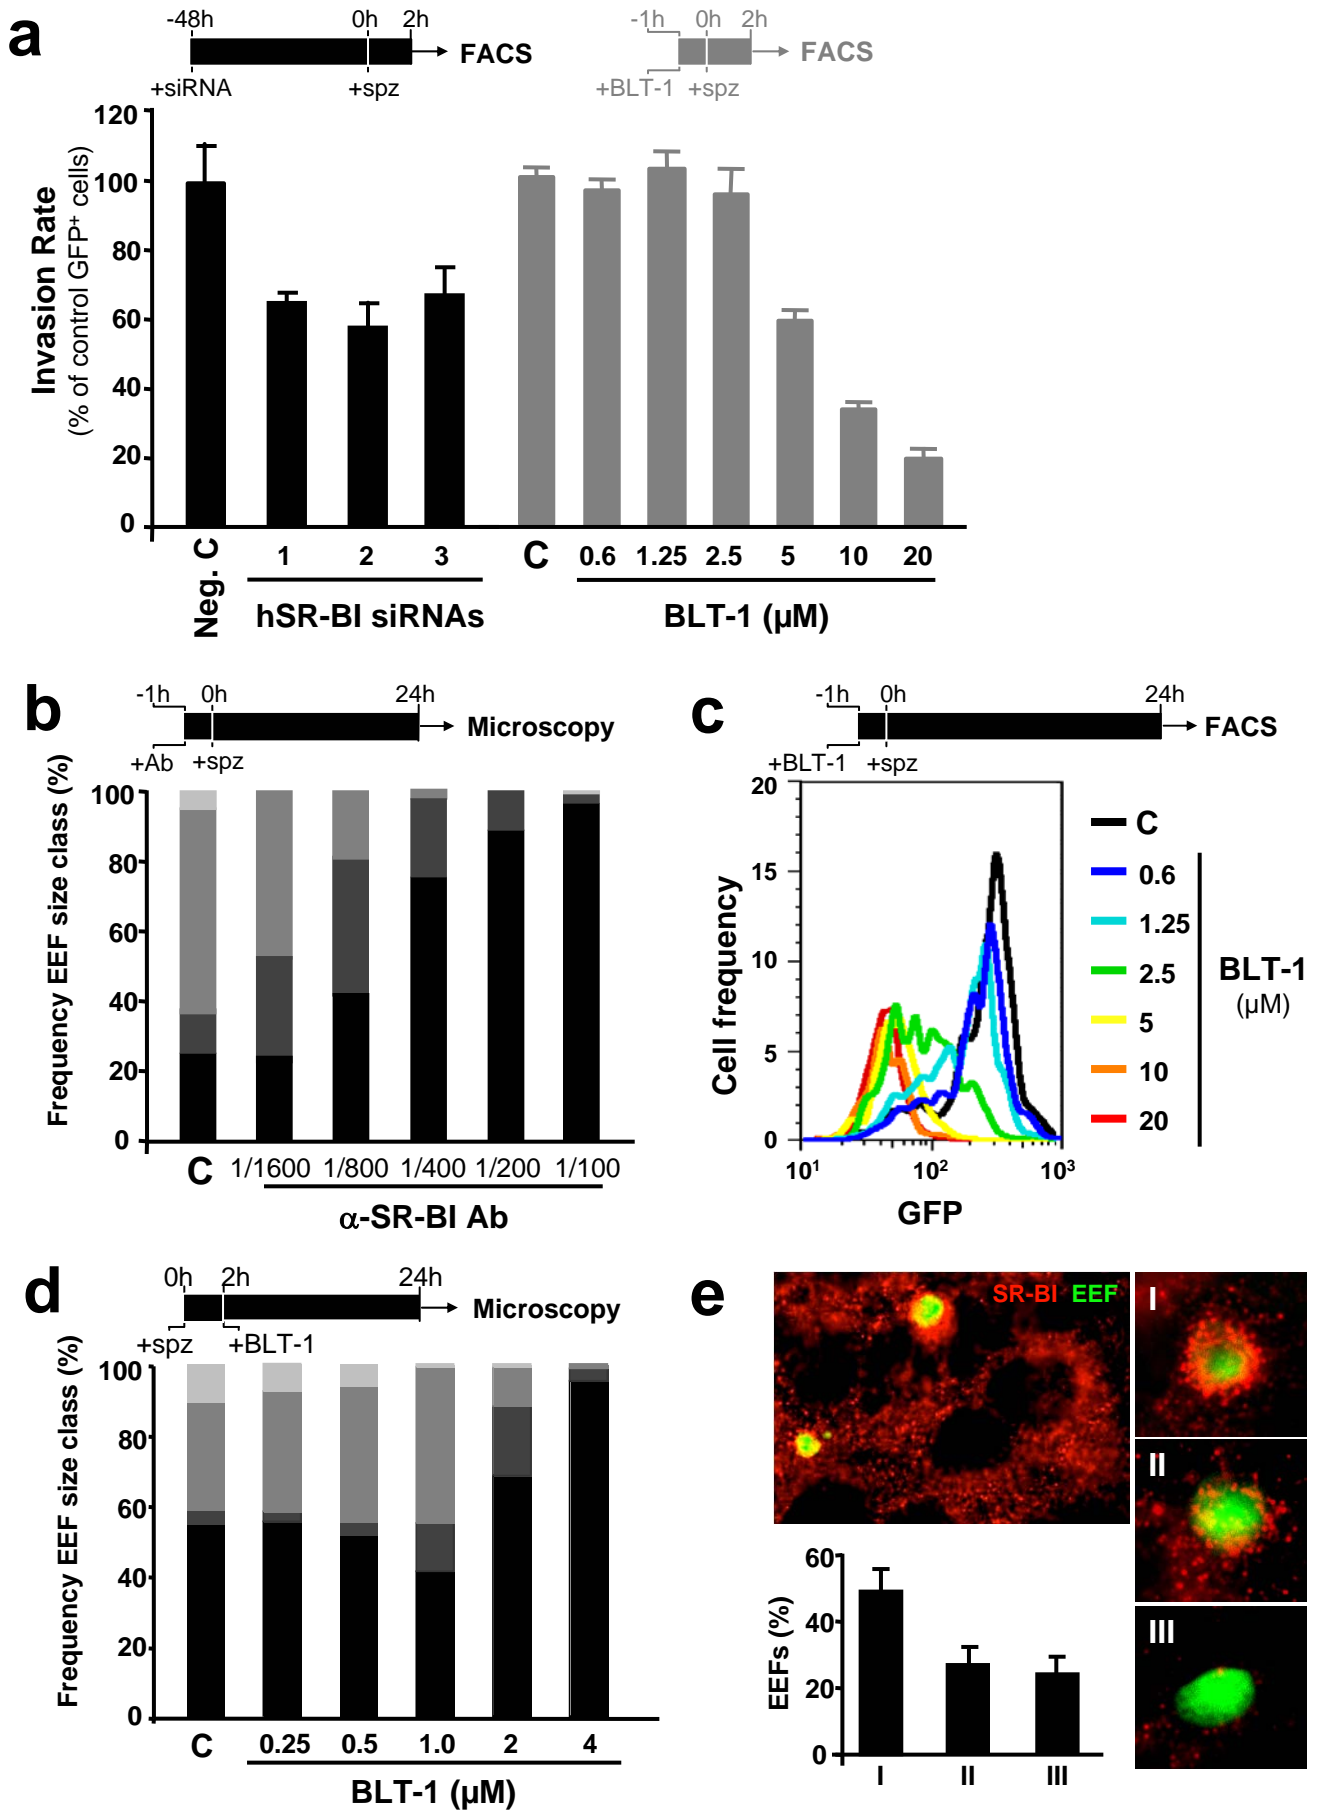 a
-48h 0h 2h
FACS
+siRNA +spz
-1h 0h 2h
FACS
+BLT-1 +spz
Invasion Rate
(% of control GFP+ cells)
120
100
80
60
40
20
0
Neg. C 1 2 3 C 0.6 1.25 2.5 5 10 20
hSR-BI siRNAs BLT-1 (µM)
b
-1h 0h 24h
Microscopy
+Ab +spz
Frequency EEF size class (%)
100
80
60
40
20
0
C 1/1600 1/800 1/400 1/200 1/100
α-SR-BI Ab
c
-1h 0h 24h
FACS
+BLT-1 +spz
Cell frequency
20
15
10
5
0
10¹ 10² 10³
GFP
C
0.6
1.25
2.5
5
10
20
BLT-1
(µM)
d
0h 2h 24h
Microscopy
+spz +BLT-1
Frequency EEF size class (%)
100
80
60
40
20
0
C 0.25 0.5 1.0 2 4
BLT-1 (µM)
e
SR-BI EEF
I
II
III
EEFs (%)
60
40
20
0
I II III